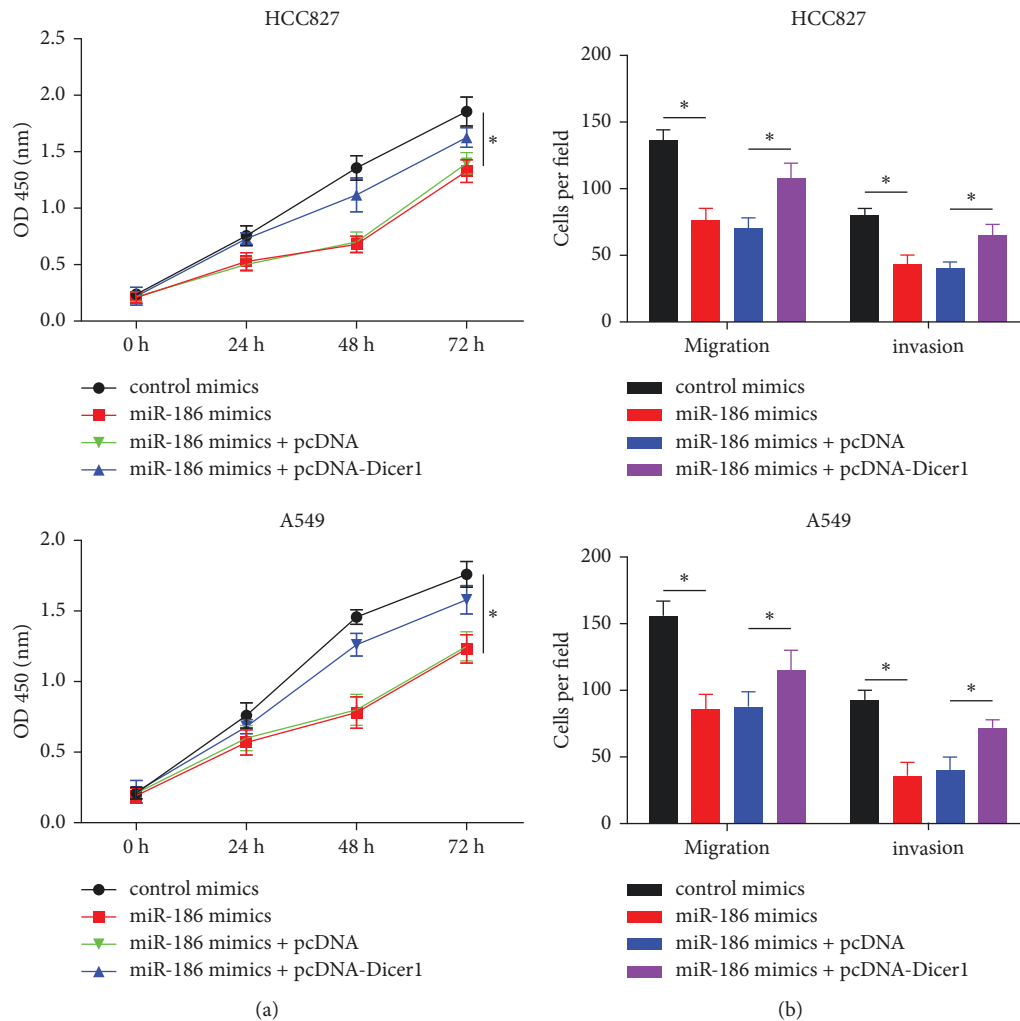 HCC827
2.5
2.0
1.5
1.0
0.5
0.0
OD 450 (nm)
*
0 h 24 h 48 h 72 h
control mimics
miR-186 mimics
miR-186 mimics + pcDNA
miR-186 mimics + pcDNA-Dicer1
HCC827
200
150
100
50
0
Cells per field
* * * *
Migration invasion
control mimics
miR-186 mimics
miR-186 mimics + pcDNA
miR-186 mimics + pcDNA-Dicer1
A549
2.0
1.5
1.0
0.5
0.0
OD 450 (nm)
*
0 h 24 h 48 h 72 h
control mimics
miR-186 mimics
miR-186 mimics + pcDNA
miR-186 mimics + pcDNA-Dicer1
(a)
A549
200
150
100
50
0
Cells per field
* * * *
Migration invasion
control mimics
miR-186 mimics
miR-186 mimics + pcDNA
miR-186 mimics + pcDNA-Dicer1
(b)